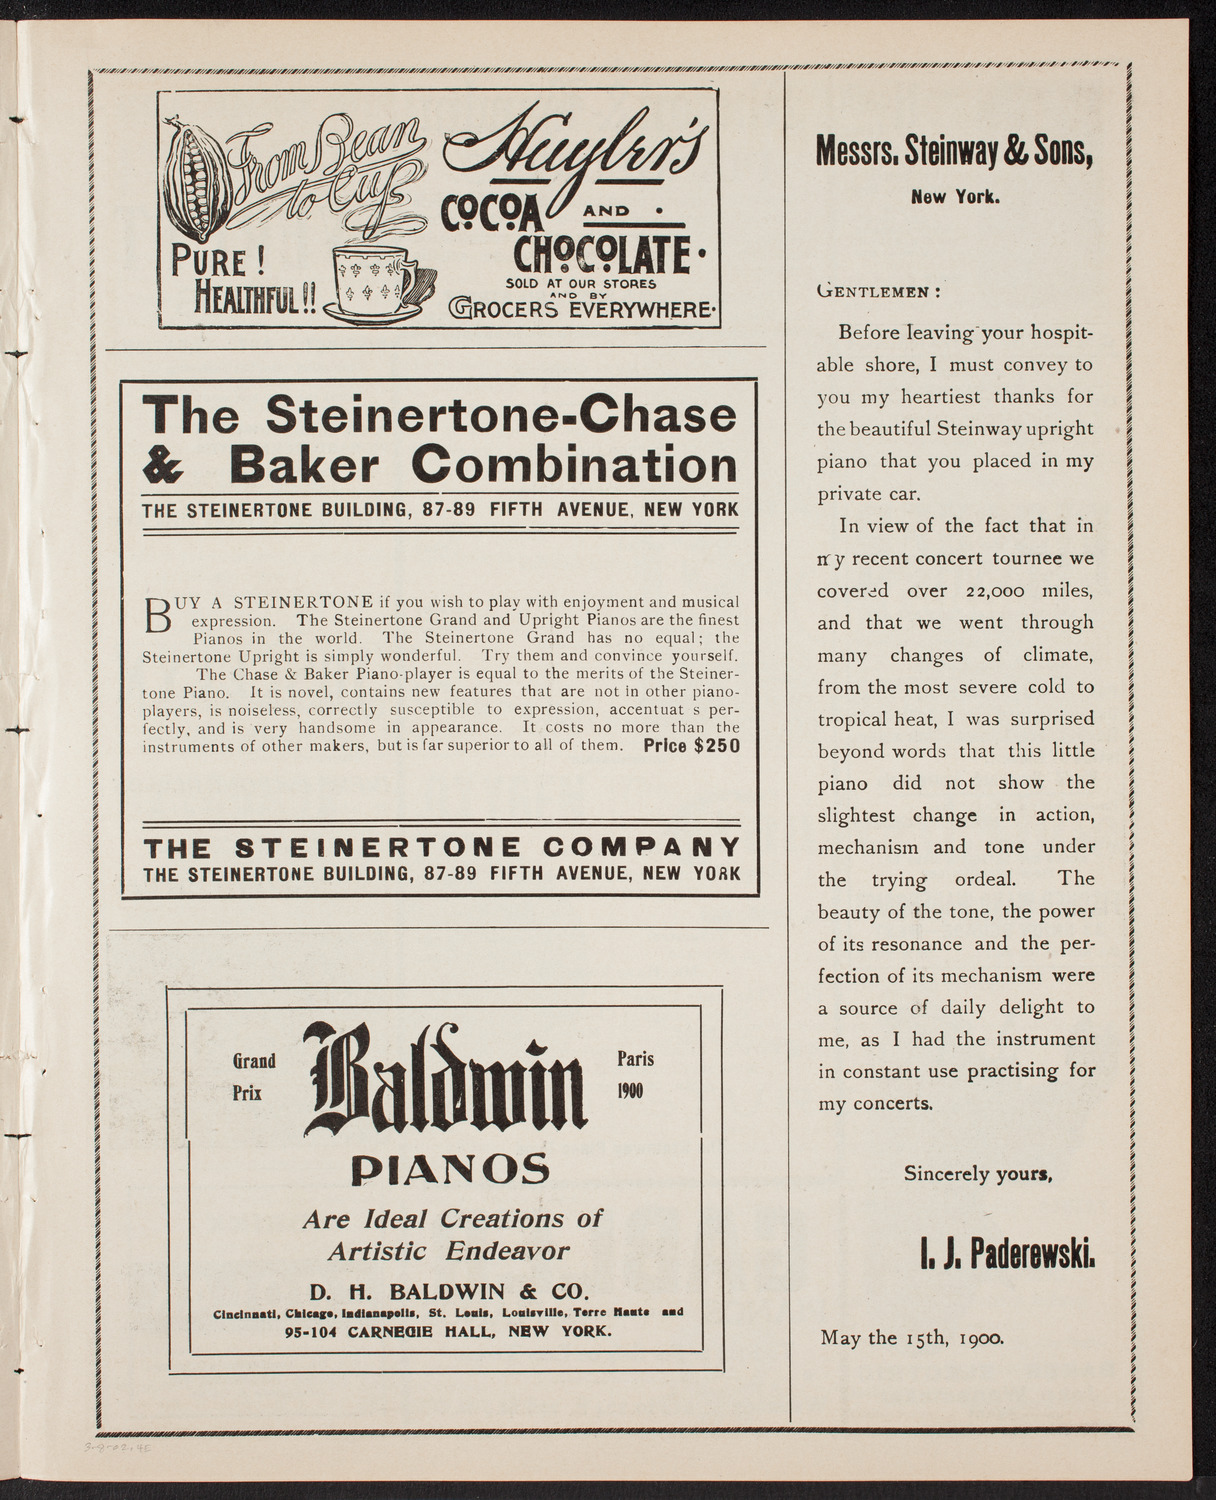 From Bean
to Cup
PURE!
HEALTHFUL!!
Huyler's
COCOA AND
CHOCOLATE.
SOLD AT OUR STORES
AND BY
GROCERS EVERYWHERE.
The Steinertone-Chase
& Baker Combination
THE STEINERTONE BUILDING, 87-89 FIFTH AVENUE, NEW YORK
BUY A STEINERTONE if you wish to play with enjoyment and musical
expression. The Steinertone Grand and Upright Pianos are the finest
Pianos in the world. The Steinertone Grand has no equal; the
Steinertone Upright is simply wonderful. Try them and convince yourself.
The Chase & Baker Piano-player is equal to the merits of the Steiner-
tone Piano. It is novel, contains new features that are not in other piano-
players, is noiseless, correctly susceptible to expression, accentuat s per-
fectly, and is very handsome in appearance. It costs no more than the
instruments of other makers, but is far superior to all of them. Price $250
THE STEINERTONE COMPANY
THE STEINERTONE BUILDING, 87-89 FIFTH AVENUE, NEW YORK
Grand
Prix
Baldwin
Paris
1900
PIANOS
Are Ideal Creations of
Artistic Endeavor
D. H. BALDWIN & CO.
Cincinnati, Chicago, Indianapolis, St. Louis, Louisville, Terre Haute and
95-104 CARNEGIE HALL, NEW YORK.
Messrs. Steinway & Sons,
New York.
GENTLEMEN:
Before leaving your hospit-
able shore, I must convey to
you my heartiest thanks for
the beautiful Steinway upright
piano that you placed in my
private car.
In view of the fact that in
my recent concert tournee we
covered over 22,000 miles,
and that we went through
many changes of climate,
from the most severe cold to
tropical heat, I was surprised
beyond words that this little
piano did not show the
slightest change in action,
mechanism and tone under
the trying ordeal. The
beauty of the tone, the power
of its resonance and the per-
fection of its mechanism were
a source of daily delight to
me, as I had the instrument
in constant use practising for
my concerts.
Sincerely yours,
I. J. Paderewski.
May the 15th, 1900.